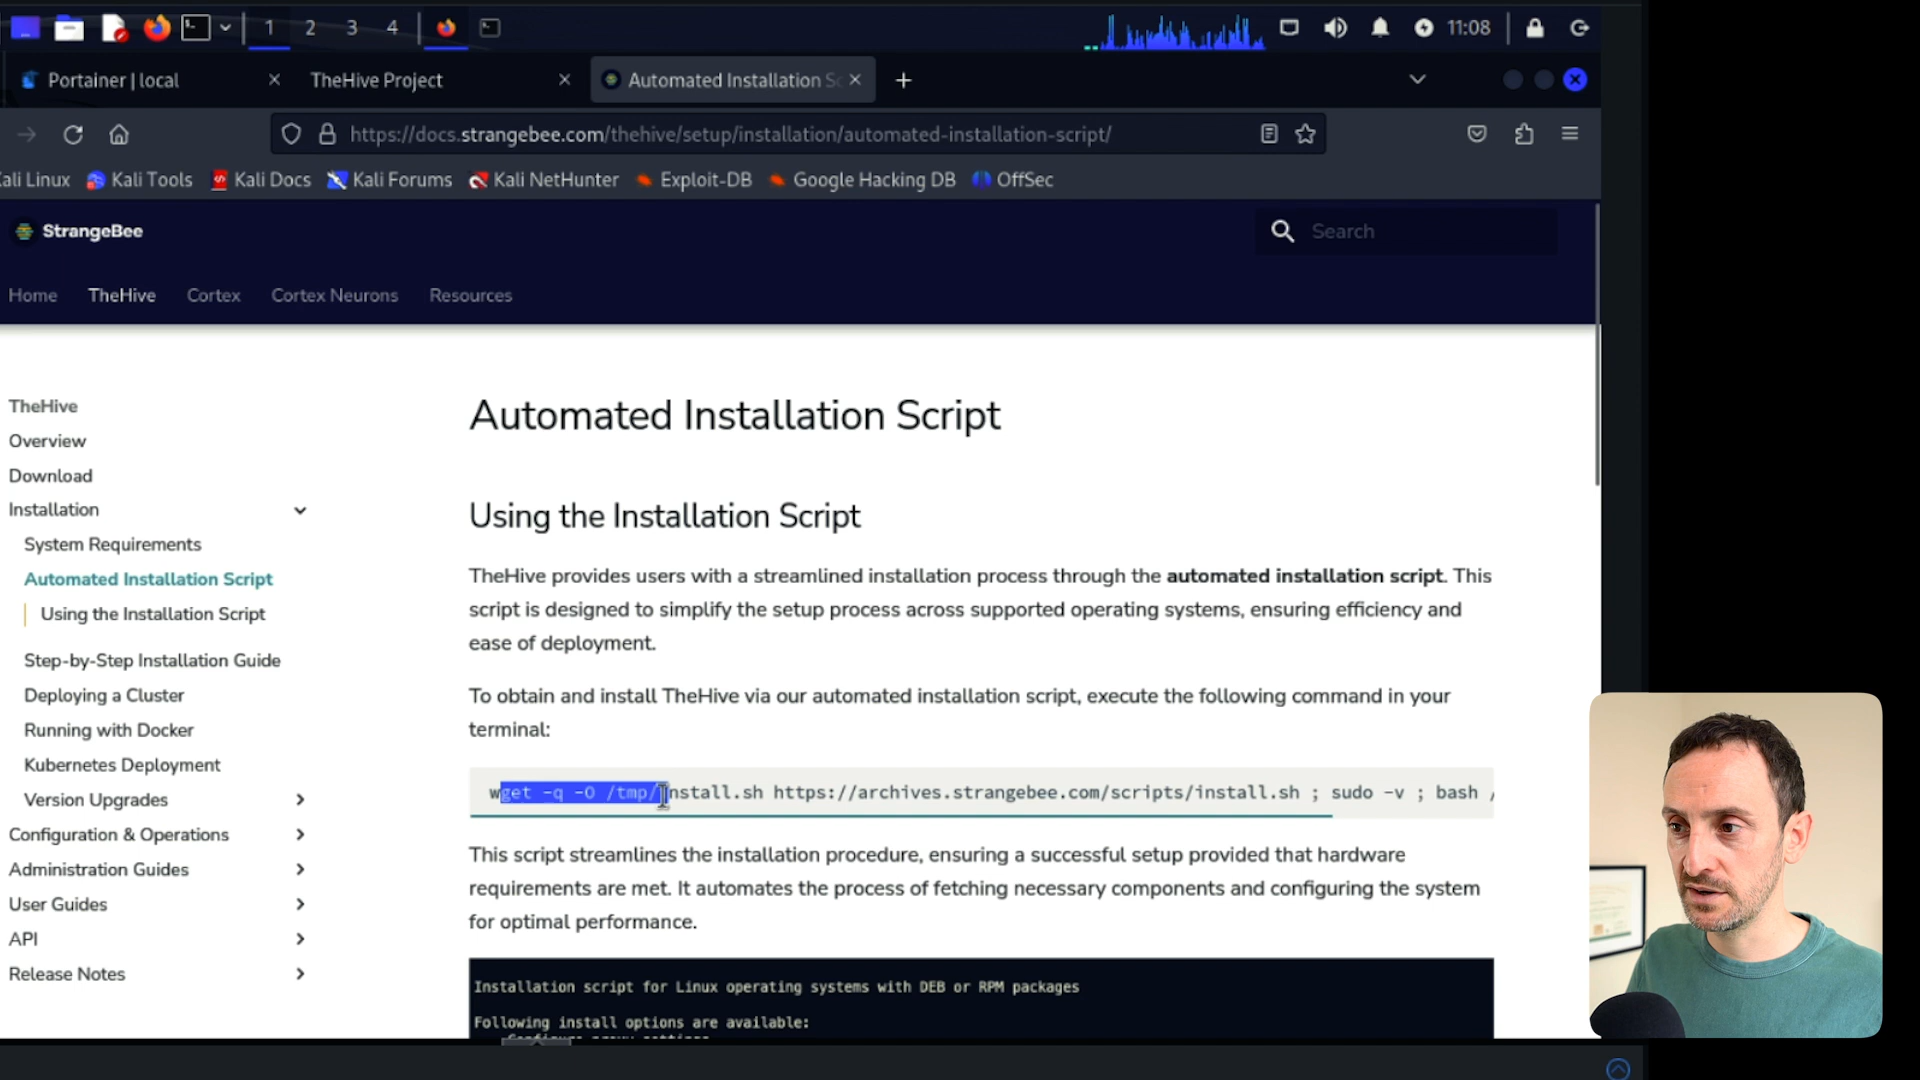 1 2 3 4
11:08
Portainer | local
TheHive Project
Automated Installation Sc
https://docs.strangebee.com/thehive/setup/installation/automated-installation-script/
ali Linux
Kali Tools
Kali Docs
Kali Forums
Kali NetHunter
Exploit-DB
Google Hacking DB
OffSec
StrangeBee
Search
Home
TheHive
Cortex
Cortex Neurons
Resources
TheHive
Overview
Download
Installation
System Requirements
Automated Installation Script
Using the Installation Script
Step-by-Step Installation Guide
Deploying a Cluster
Running with Docker
Kubernetes Deployment
Version Upgrades
Configuration & Operations
Administration Guides
User Guides
API
Release Notes
Automated Installation Script
Using the Installation Script
TheHive provides users with a streamlined installation process through the automated installation script. This
script is designed to simplify the setup process across supported operating systems, ensuring efficiency and
ease of deployment.
To obtain and install TheHive via our automated installation script, execute the following command in your
terminal:
wget -q -O /tmp/install.sh https://archives.strangebee.com/scripts/install.sh ; sudo -v ; bash /
This script streamlines the installation procedure, ensuring a successful setup provided that hardware
requirements are met. It automates the process of fetching necessary components and configuring the system
for optimal performance.
Installation script for Linux operating systems with DEB or RPM packages
Following install options are available: